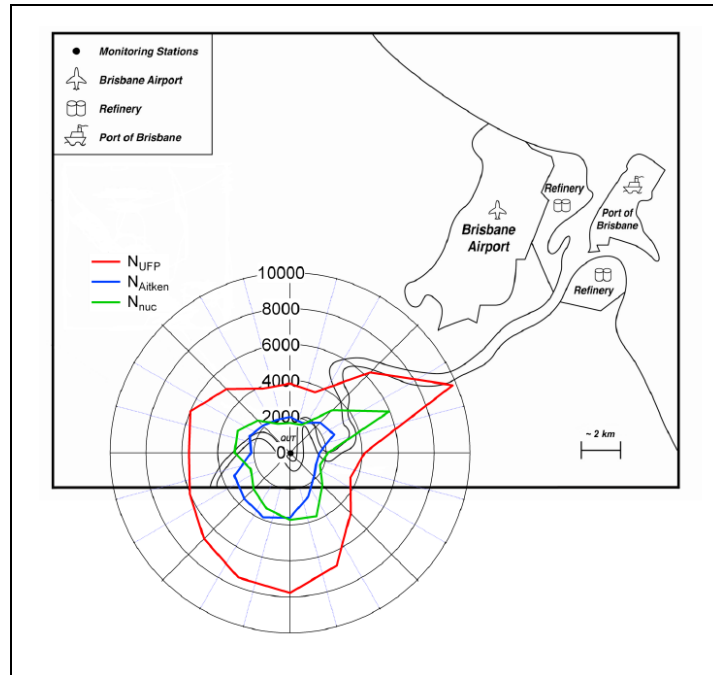 Monitoring Stations
Brisbane Airport
Refinery
Port of Brisbane
Refinery
Port of
Brisbane
Brisbane
Airport
Refinery
N_UFP
N_Aitken
N_nuc
10000
8000
6000
4000
2000
QUT
0
~ 2 km